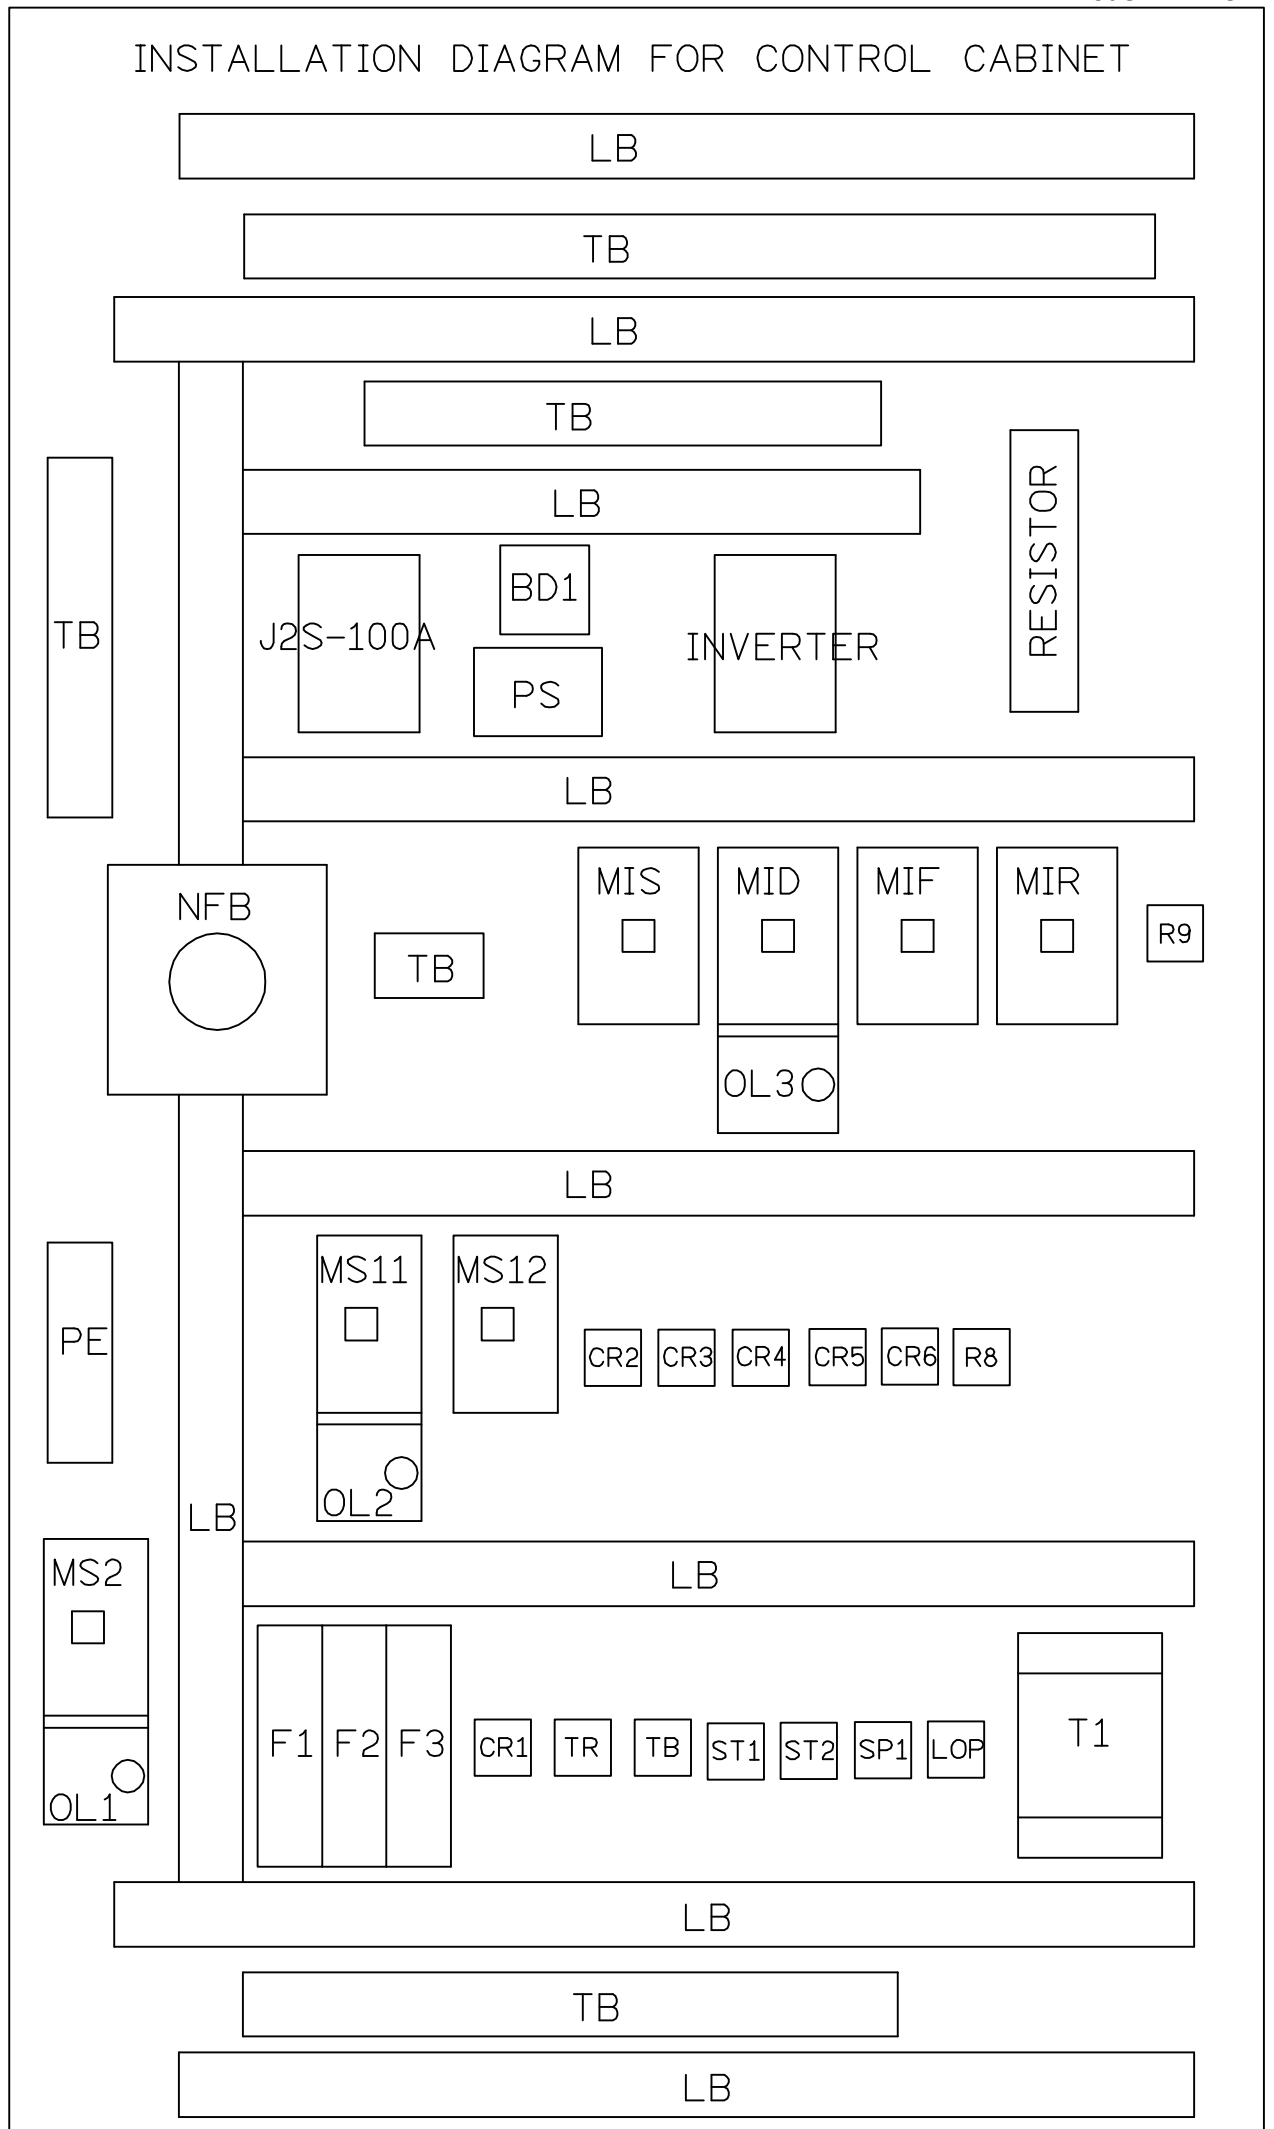 INSTALLATION DIAGRAM FOR CONTROL CABINET
LB
TB
LB
TB
LB
RESISTOR
BD1
TB
J2S-100A
INVERTER
PS
LB
MIS MID MIF MIR
NFB
R9
TB
OL3
LB
MS11 MS12
PE
CR2 CR3 CR4 CR5 CR6 R8
OL2
LB
MS2
LB
F1 F2 F3 CR1 TR TB ST1 ST2 SP1 LOP T1
OL1
LB
TB
LB